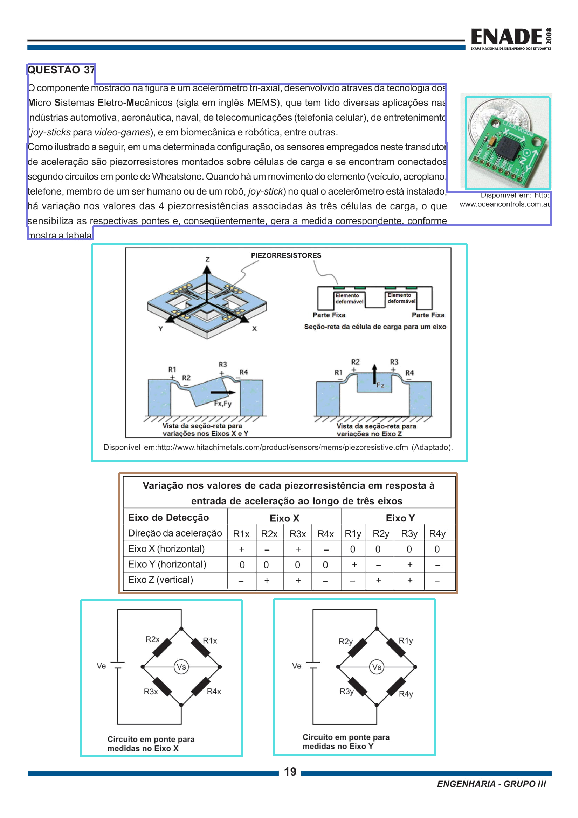 ENADE 2008
EXAME NACIONAL DE DESEMPENHO DOS ESTUDANTES
QUESTÃO 37
O componente mostrado na figura é um acelerômetro tri-axial, desenvolvido através da tecnologia dos
Micro Sistemas Eletro-Mecânicos (sigla em inglês MEMS), que tem tido diversas aplicações nas
indústrias automotiva, aeronáutica, naval, de telecomunicações (telefonia celular), de entretenimento
(joy-sticks para video-games), e em biomecânica e robótica, entre outras.
Como ilustrado a seguir, em uma determinada configuração, os sensores empregados neste transdutor
de aceleração são piezorresistores montados sobre células de carga e se encontram conectados
segundo circuitos em ponte de Wheatstone. Quando há um movimento do elemento (veículo, aeroplano,
telefone, membro de um ser humano ou de um robô, joy-stick) no qual o acelerômetro está instalado,
há variação nos valores das 4 piezorresistências associadas às três células de carga, o que
sensibiliza as respectivas pontes e, conseqüentemente, gera a medida correspondente, conforme
mostra a tabela.
Disponível em: http:
www.oceancontrols.com.au
PIEZORRESISTORES
Z
Y
X
Elemento deformável
Elemento deformável
Parte Fixa
Parte Fixa
Seção-reta da célula de carga para um eixo
R1
+
R2
–
R3
+
R4
–
Fx,Fy
Vista da seção-reta para
variações nos Eixos X e Y
R1
–
R2
+
R3
+
R4
–
Fz
Vista da seção-reta para
variações no Eixo Z
Disponível em:http://www.hitachimetals.com/product/sensors/mems/piezoresistive.cfm (Adaptado).
Variação nos valores de cada piezorresistência em resposta à
entrada de aceleração ao longo de três eixos
Eixo de Detecção Eixo X Eixo Y
Direção da aceleração R1x R2x R3x R4x R1y R2y R3y R4y
Eixo X (horizontal) + – + – 0 0 0 0
Eixo Y (horizontal) 0 0 0 0 + – + –
Eixo Z (vertical) – + + – – + + –
R2x R1x
Ve Vs
R3x R4x
Circuito em ponte para
medidas no Eixo X
R2y R1y
Ve Vs
R3y R4y
Circuito em ponte para
medidas no Eixo Y
19
ENGENHARIA - GRUPO III